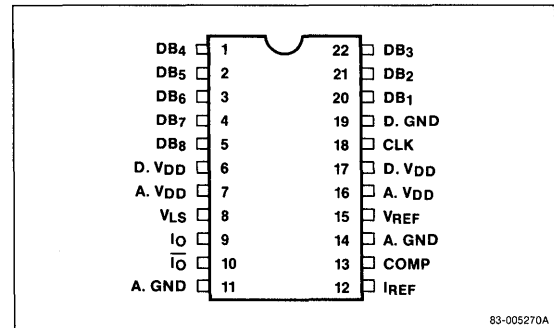 DB4 1 22 DB3
DB5 2 21 DB2
DB6 3 20 DB1
DB7 4 19 D. GND
DB8 5 18 CLK
D. VDD 6 17 D. VDD
A. VDD 7 16 A. VDD
VLS 8 15 VREF
IO 9 14 A. GND
IO 10 13 COMP
A. GND 11 12 IREF
83-005270A